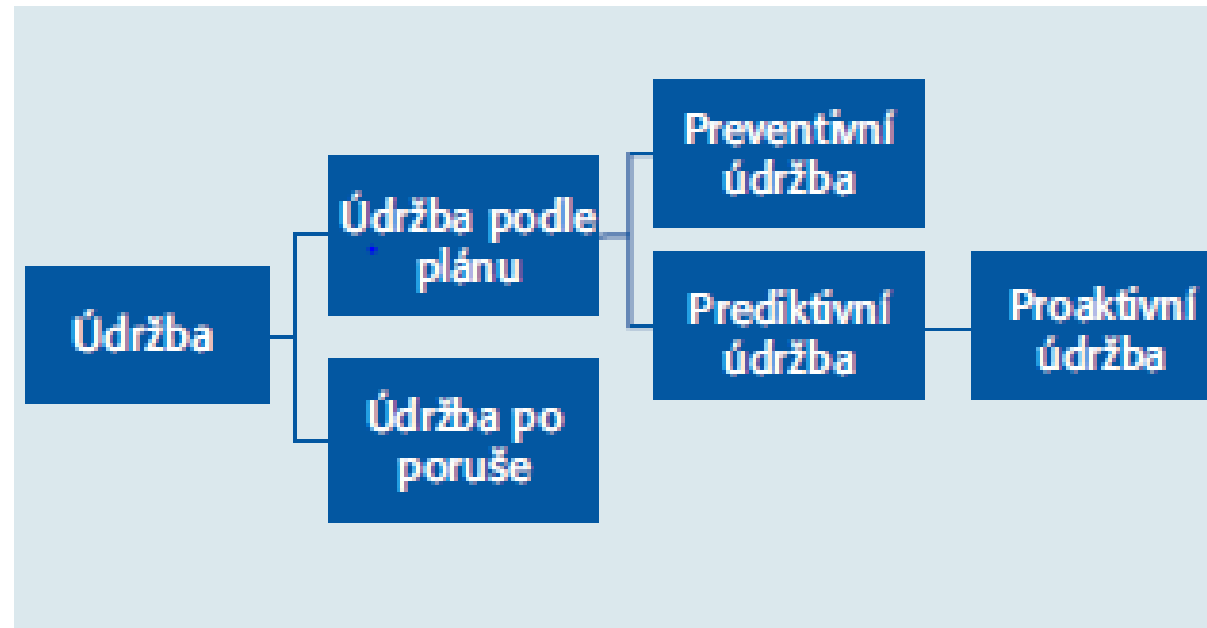 Údržba
Údržba podle
plánu
Údržba po
poruše
Preventivní
údržba
Prediktivní
údržba
Proaktivní
údržba